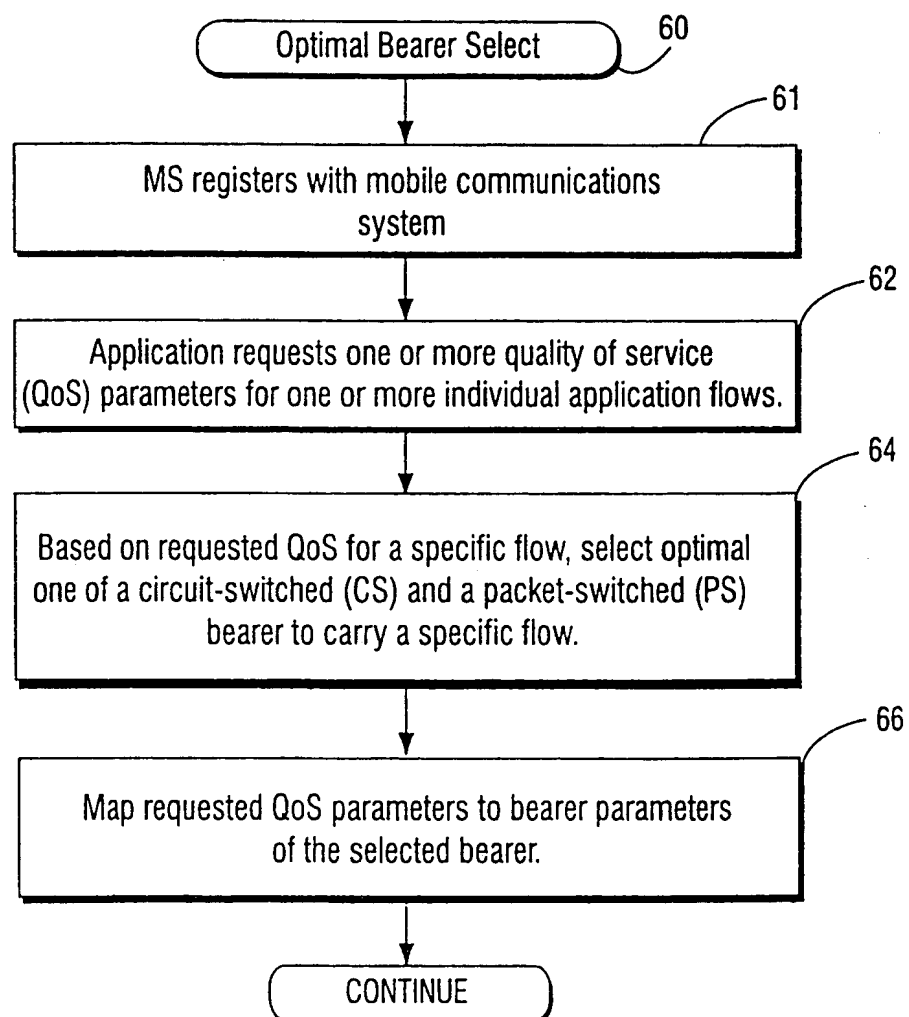 Optimal Bearer Select
60
61
MS registers with mobile communications
system
62
Application requests one or more quality of service
(QoS) parameters for one or more individual application flows.
64
Based on requested QoS for a specific flow, select optimal
one of a circuit-switched (CS) and a packet-switched (PS)
bearer to carry a specific flow.
66
Map requested QoS parameters to bearer parameters
of the selected bearer.
CONTINUE